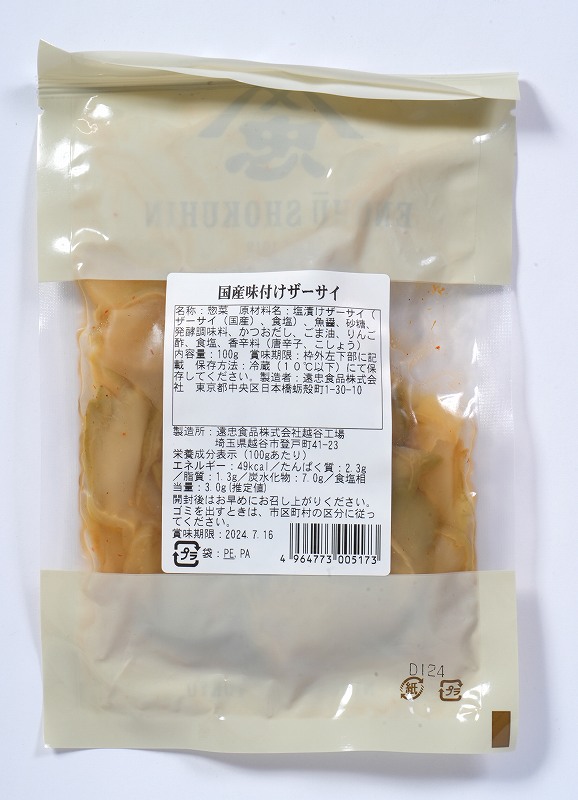 ENCHŪ SHOKUHIN
国産味付けザーサイ
名称：惣菜　原材料名：塩漬けザーサイ（
ザーサイ（国産）、食塩）、魚醤、砂糖、
発酵調味料、かつおだし、ごま油、りんご
酢、食塩、香辛料（唐辛子、こしょう）
内容量：100g　賞味期限：枠外左下部に記
載　保存方法：冷蔵（10℃以下）にて保
存してください。製造者：遠忠食品株式会
社　東京都中央区日本橋蛎殻町1-30-10
製造所：遠忠食品株式会社越谷工場
埼玉県越谷市登戸町41-23
栄養成分表示（100gあたり）
エネルギー：49kcal／たんぱく質：2.3g
／脂質：1.3g／炭水化物：7.0g／食塩相
当量：3.0g(推定値)
開封後はお早めにお召し上がりください。
ゴミを出すときは、市区町村の区分に従っ
てください。
賞味期限：2024.7.16
プラ 袋：PE,PA
4 964773 005173
D124
紙 プラ